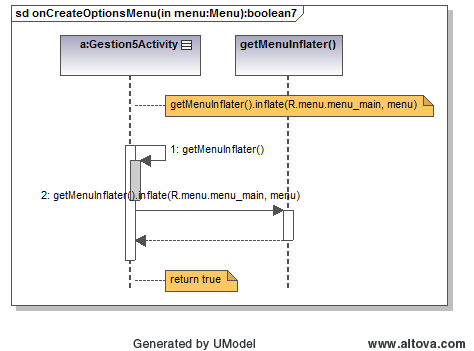 sd onCreateOptionsMenu(in menu:Menu):boolean7
a:Gestion5Activity
getMenuInflater()
getMenuInflater().inflate(R.menu.menu_main, menu)
1: getMenuInflater()
2: getMenuInflater().inflate(R.menu.menu_main, menu)
return true
Generated by UModel
www.altova.com